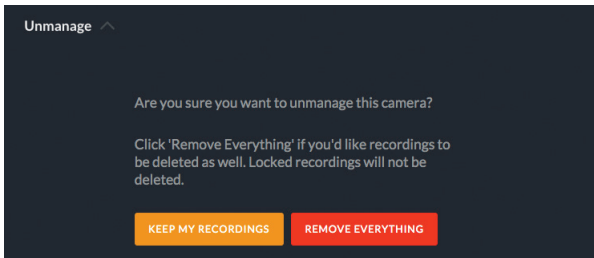 Unmanage
Are you sure you want to unmanage this camera?
Click 'Remove Everything' if you'd like recordings to
be deleted as well. Locked recordings will not be
deleted.
KEEP MY RECORDINGS REMOVE EVERYTHING